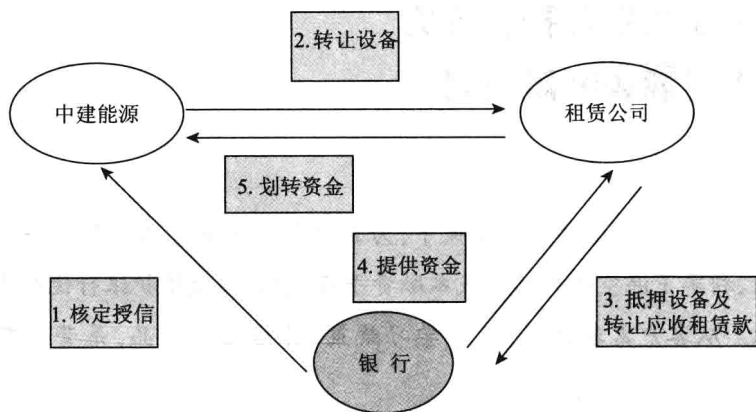 2.转让设备
中建能源
租赁公司
5.划转资金
4.提供资金
1.核定授信
3.抵押设备及
转让应收租赁款
银行